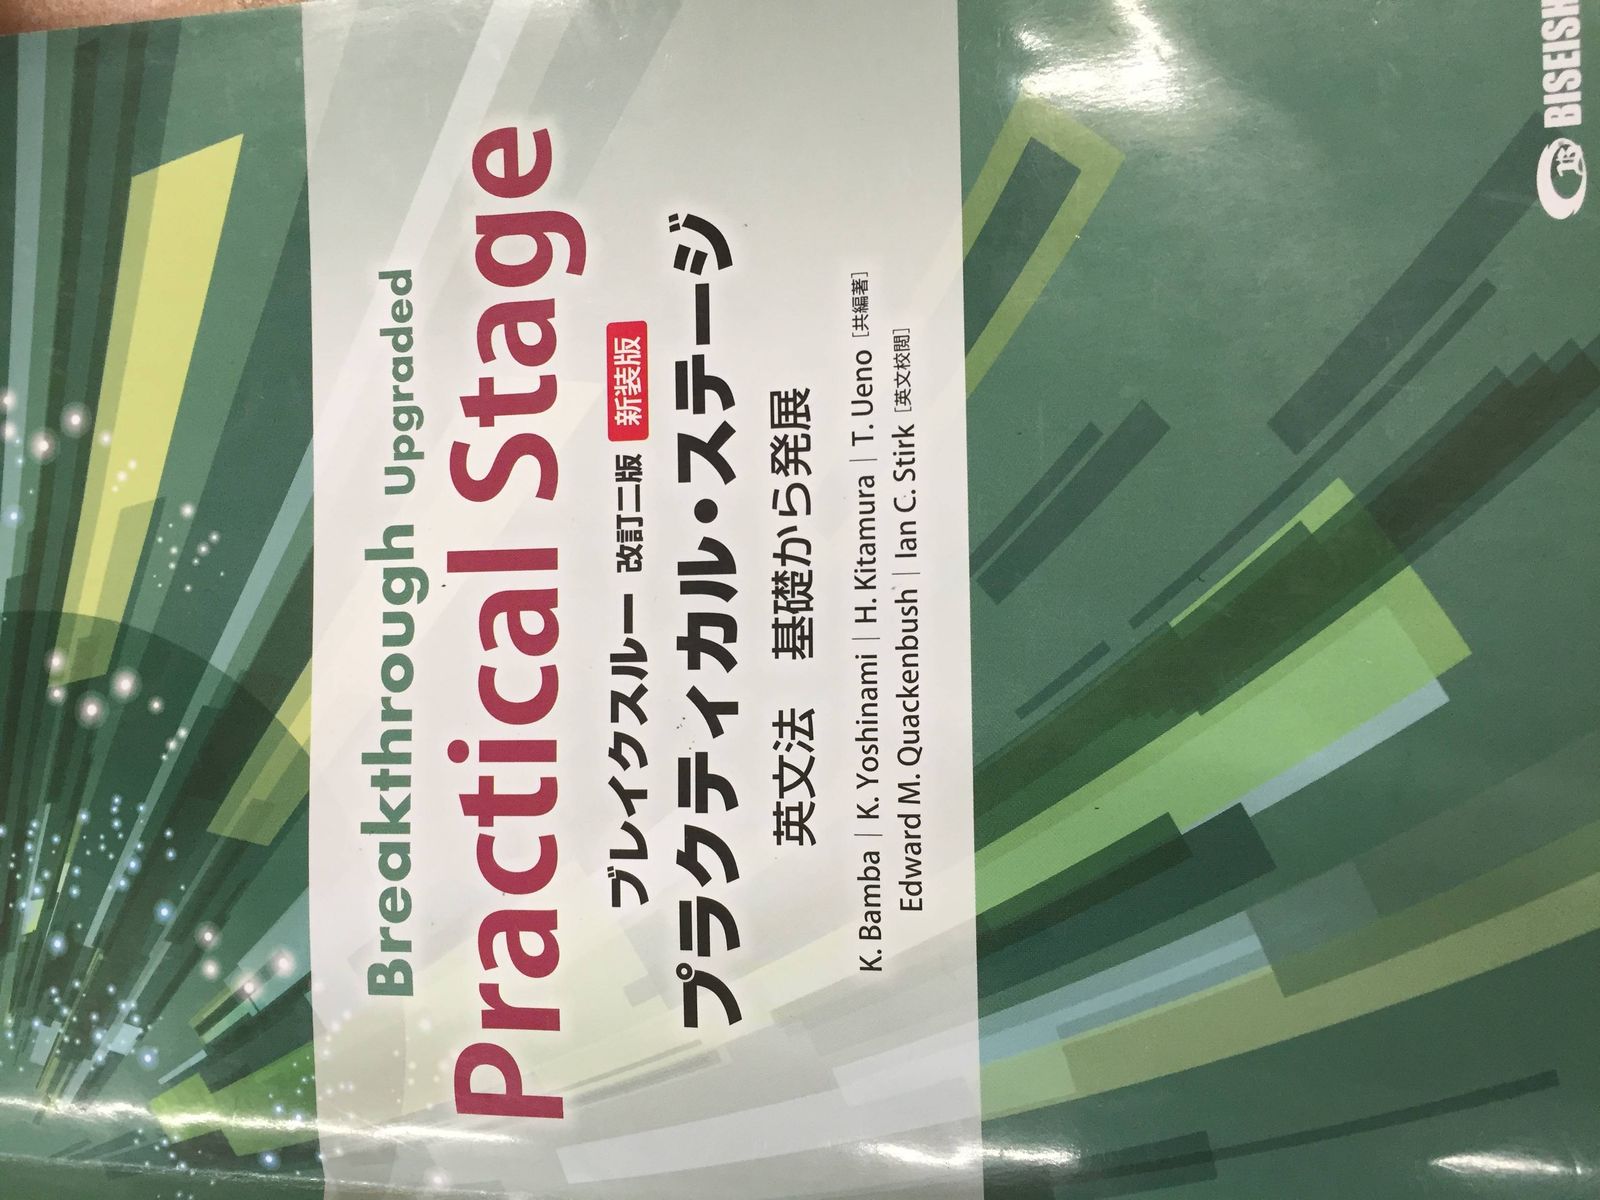 Breakthrough Upgraded
Practical Stage
ブレイクスルー 改訂二版 新装版
プラクティカル・ステージ
英文法 基礎から発展
K. Bamba | K. Yoshinami | H. Kitamura | T. Ueno [共編著]
Edward M. Quackenbush | Ian C. Stirk [英文校閲]
BISEISH